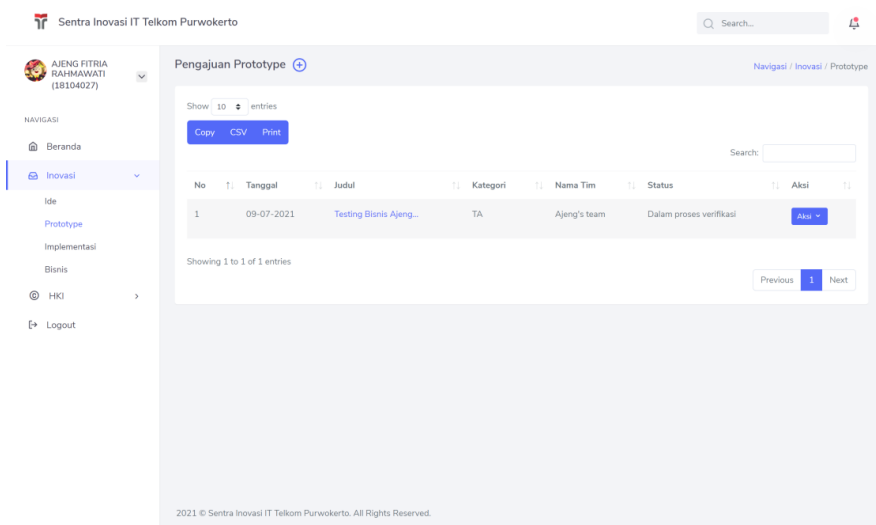 Sentra Inovasi IT Telkom Purwokerto
Search...
AJENG FITRIA
RAHMAWATI
(18104027)
NAVIGASI
Beranda
Inovasi
Ide
Prototype
Implementasi
Bisnis
HKI
Logout
Pengajuan Prototype
Navigasi / Inovasi / Prototype
Show 10 entries
Copy CSV Print
Search:
No Tanggal Judul Kategori Nama Tim Status Aksi
1 09-07-2021 Testing Bisnis Ajeng... TA Ajeng's team Dalam proses verifikasi Aksi
Showing 1 to 1 of 1 entries
Previous 1 Next
2021 © Sentra Inovasi IT Telkom Purwokerto. All Rights Reserved.